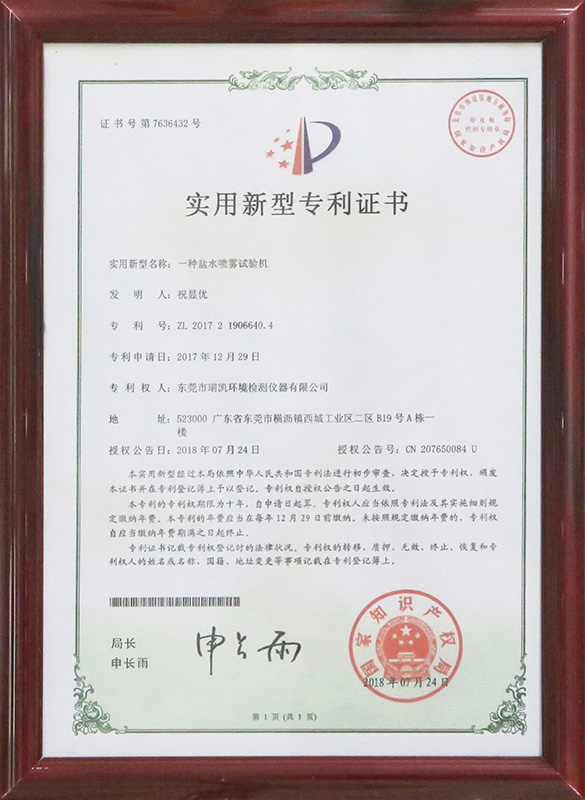 证书号第7636432号
实用新型专利证书
实用新型名称：一种盐水喷雾试验机
发明人：祝显优
专利号：ZL 2017 2 1906640.4
专利申请日：2017年12月29日
专利权人：东莞市瑞凯环境检测仪器有限公司
地址：523000 广东省东莞市横沥镇西城工业区二区B19号A栋一
楼
授权公告日：2018年07月24日 授权公告号：CN 207650084 U
本实用新型经过本局依照中华人民共和国专利法进行初步审查，决定授予专利权，颁发
本证书并在专利登记簿上予以登记。专利权自授权公告之日起生效。
本专利的专利权期限为十年，自申请日起算。专利权人应当依照专利法及其实施细则规
定缴纳年费。本专利的年费应当在每年12月29日前缴纳。未按照规定缴纳年费的，专利权
自应当缴纳年费期满之日起终止。
专利证书记载专利权登记时的法律状况。专利权的转移、质押、无效、终止、恢复和专
利权人的姓名或名称、国籍、地址变更等事项记载在专利登记簿上。
局长
申长雨
申长雨
国家知识产权局
2018年07月24日
第1页(共1页)